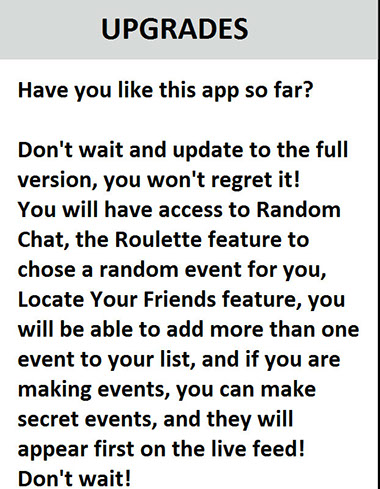 UPGRADES
Have you like this app so far?
Don't wait and update to the full
version, you won't regret it!
You will have access to Random
Chat, the Roulette feature to
chose a random event for you,
Locate Your Friends feature, you
will be able to add more than one
event to your list, and if you are
making events, you can make
secret events, and they will
appear first on the live feed!
Don't wait!